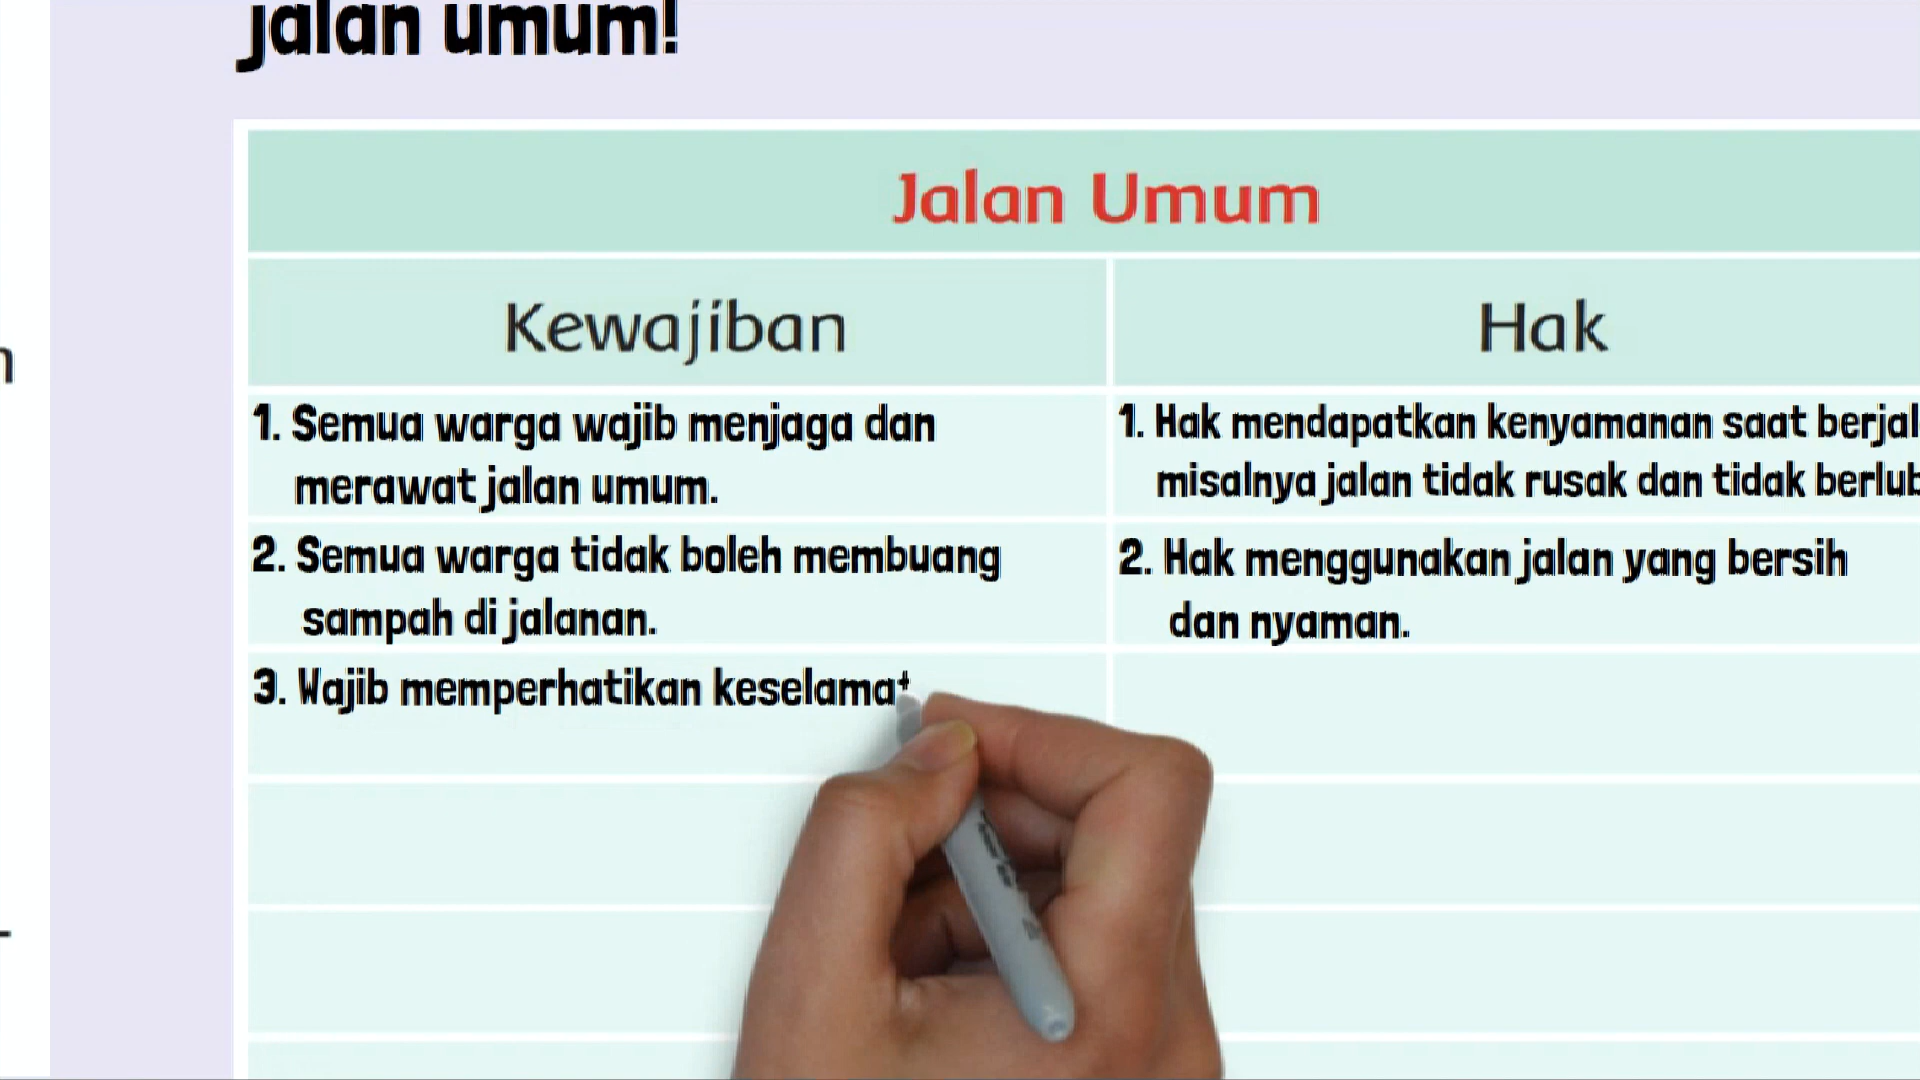 jalan umum!
Jalan Umum
Kewajiban
Hak
1. Semua warga wajib menjaga dan
merawat jalan umum.
1. Hak mendapatkan kenyamanan saat
misalnya jalan tidak rusak dan tidak
2. Semua warga tidak boleh membuang
sampah di jalanan.
2. Hak menggunakan jalan yang bersih
dan nyaman.
3. Wajib memperhatikan keselamat